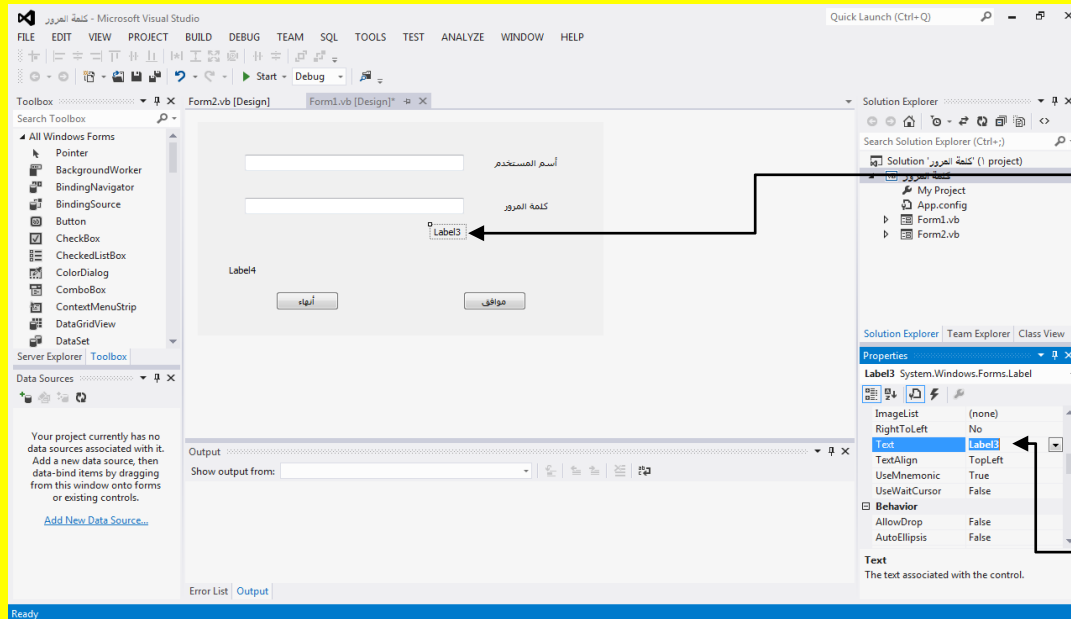 كلمة المرور - Microsoft Visual Studio
Quick Launch (Ctrl+Q)
FILE EDIT VIEW PROJECT BUILD DEBUG TEAM SQL TOOLS TEST ANALYZE WINDOW HELP
Start Debug
Toolbox
Search Toolbox
All Windows Forms
Pointer
BackgroundWorker
BindingNavigator
BindingSource
Button
CheckBox
CheckedListBox
ColorDialog
ComboBox
ContextMenuStrip
DataGridView
DataSet
Server Explorer Toolbox
Data Sources
Your project currently has no
data sources associated with it.
Add a new data source, then
data-bind items by dragging
from this window onto forms
or existing controls.
Add New Data Source...
Form2.vb [Design] Form1.vb [Design]*
أسم المستخدم
كلمة المرور
Label3
Label4
أنهاء موافق
Output
Show output from:
Error List Output
Solution Explorer
Search Solution Explorer (Ctrl+;)
Solution 'كلمة المرور' (١ project)
كلمة المرور
My Project
App.config
Form1.vb
Form2.vb
Solution Explorer Team Explorer Class View
Properties
Label3 System.Windows.Forms.Label
ImageList (none)
RightToLeft No
Text Label3
TextAlign TopLeft
UseMnemonic True
UseWaitCursor False
Behavior
AllowDrop False
AutoEllipsis False
Text
The text associated with the control.
Ready